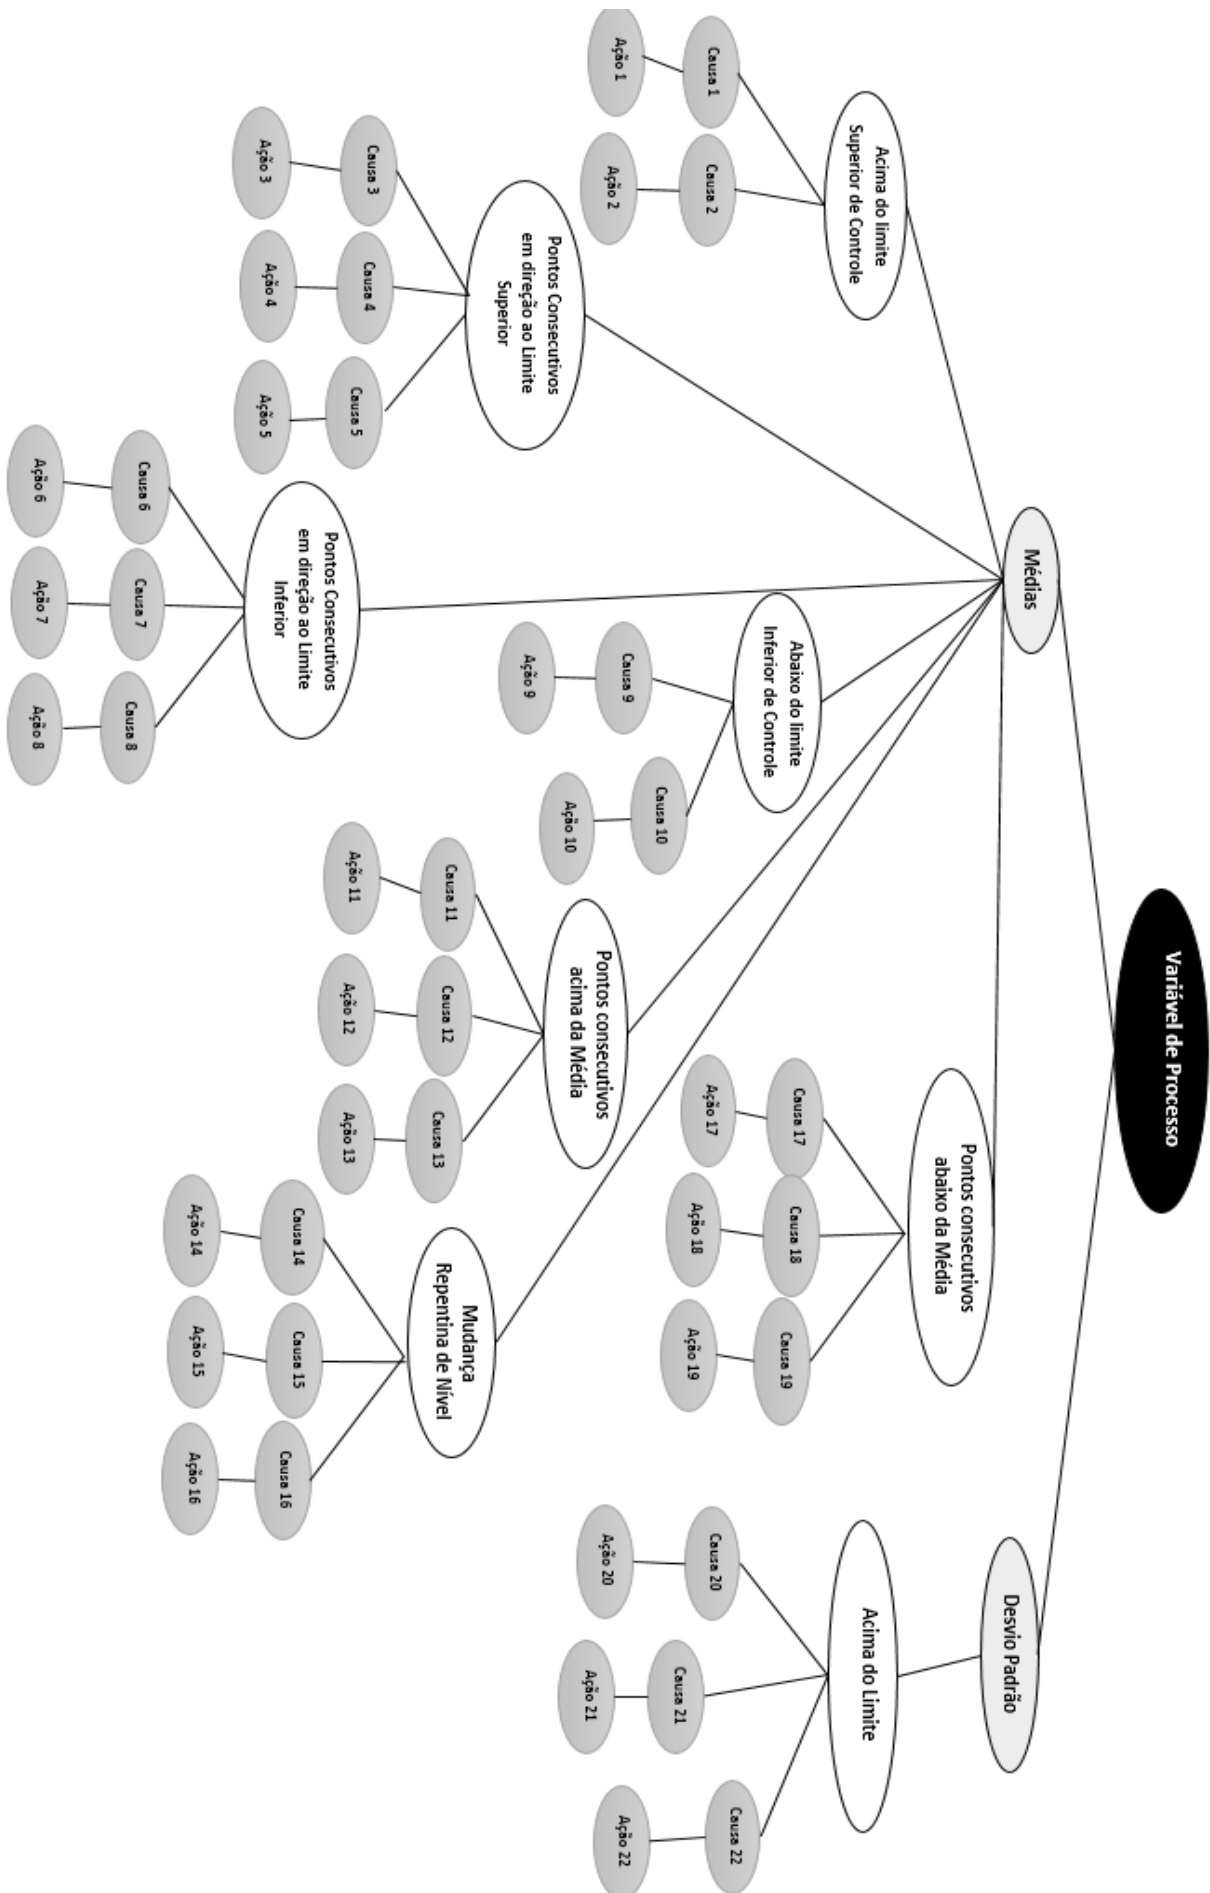 Variável de Processo
Médias
Desvio Padrão
Acima do limite
Superior de Controle
Causa 1
Causa 2
Ação 1
Ação 2
Pontos Consecutivos
em direção ao Limite
Superior
Causa 3
Causa 4
Causa 5
Ação 3
Ação 4
Ação 5
Pontos Consecutivos
em direção ao Limite
Inferior
Causa 6
Causa 7
Causa 8
Ação 6
Ação 7
Ação 8
Abaixo do limite
Inferior de Controle
Causa 9
Causa 10
Ação 9
Ação 10
Pontos consecutivos
acima da Média
Causa 11
Causa 12
Causa 13
Ação 11
Ação 12
Ação 13
Mudança
Repentina de Nível
Causa 14
Causa 15
Causa 16
Ação 14
Ação 15
Ação 16
Pontos consecutivos
abaixo da Média
Causa 17
Causa 18
Causa 19
Ação 17
Ação 18
Ação 19
Acima do Limite
Causa 20
Causa 21
Causa 22
Ação 20
Ação 21
Ação 22